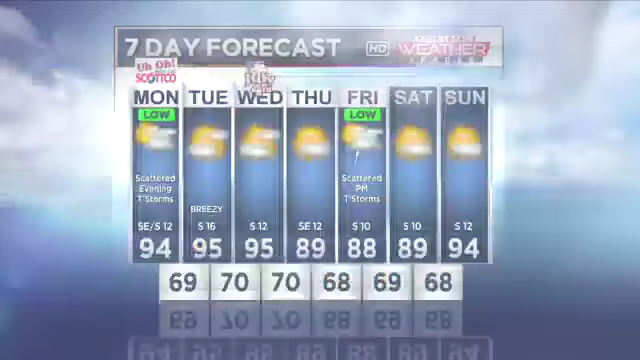 7 DAY FORECAST
HD
YOUR LOCAL
WEATHER
Uh Oh!
SCOTTCO
MON TUE WED THU FRI SAT SUN
LOW LOW
Scattered
Evening
T'Storms
BREEZY
Scattered
PM
T'Storms
SE/S 12 S 16 S 12 SE 12 S 10 S 10 S 12
94 95 95 89 88 89 94
69 70 70 68 69 68